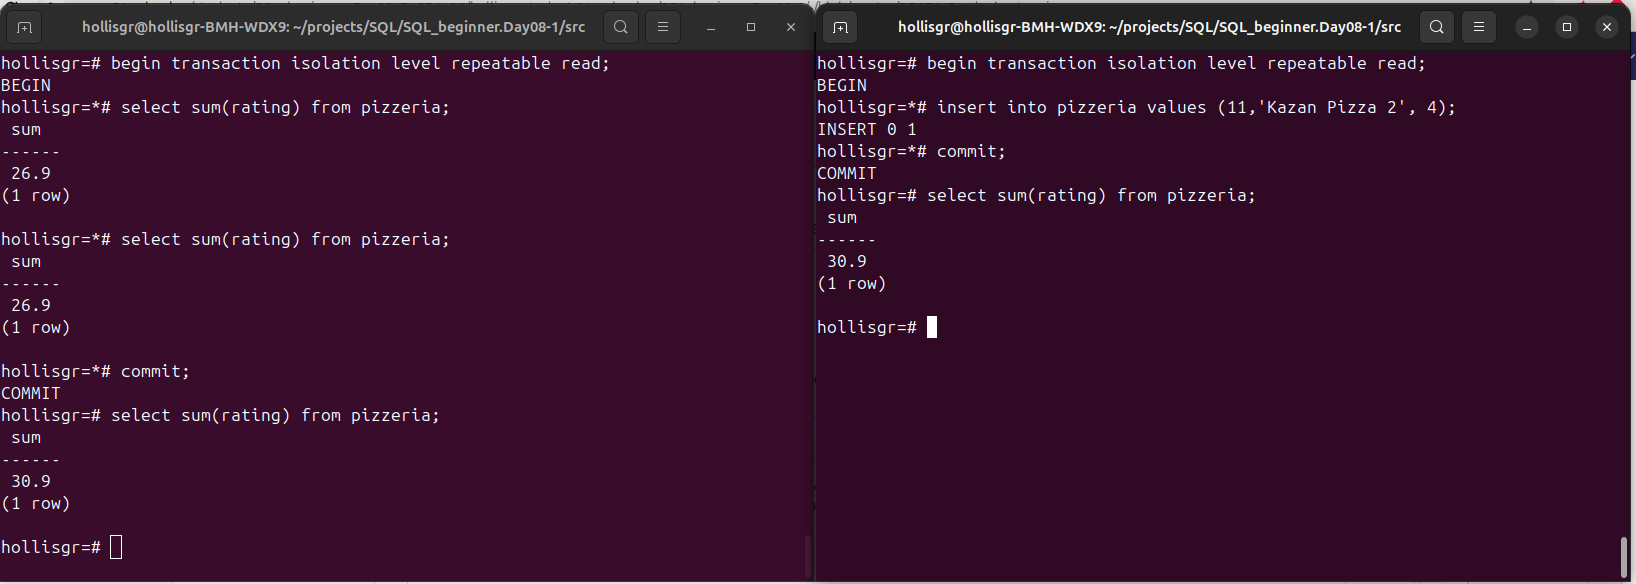 hollisgr@hollisgr-BMH-WDX9: ~/projects/SQL/SQL_beginner.Day08-1/src
hollisgr=# begin transaction isolation level repeatable read;
BEGIN
hollisgr=*# select sum(rating) from pizzeria;
 sum
------
 26.9
(1 row)

hollisgr=*# select sum(rating) from pizzeria;
 sum
------
 26.9
(1 row)

hollisgr=*# commit;
COMMIT
hollisgr=# select sum(rating) from pizzeria;
 sum
------
 30.9
(1 row)

hollisgr=#
hollisgr@hollisgr-BMH-WDX9: ~/projects/SQL/SQL_beginner.Day08-1/src
hollisgr=# begin transaction isolation level repeatable read;
BEGIN
hollisgr=*# insert into pizzeria values (11,'Kazan Pizza 2', 4);
INSERT 0 1
hollisgr=*# commit;
COMMIT
hollisgr=# select sum(rating) from pizzeria;
 sum
------
 30.9
(1 row)

hollisgr=#